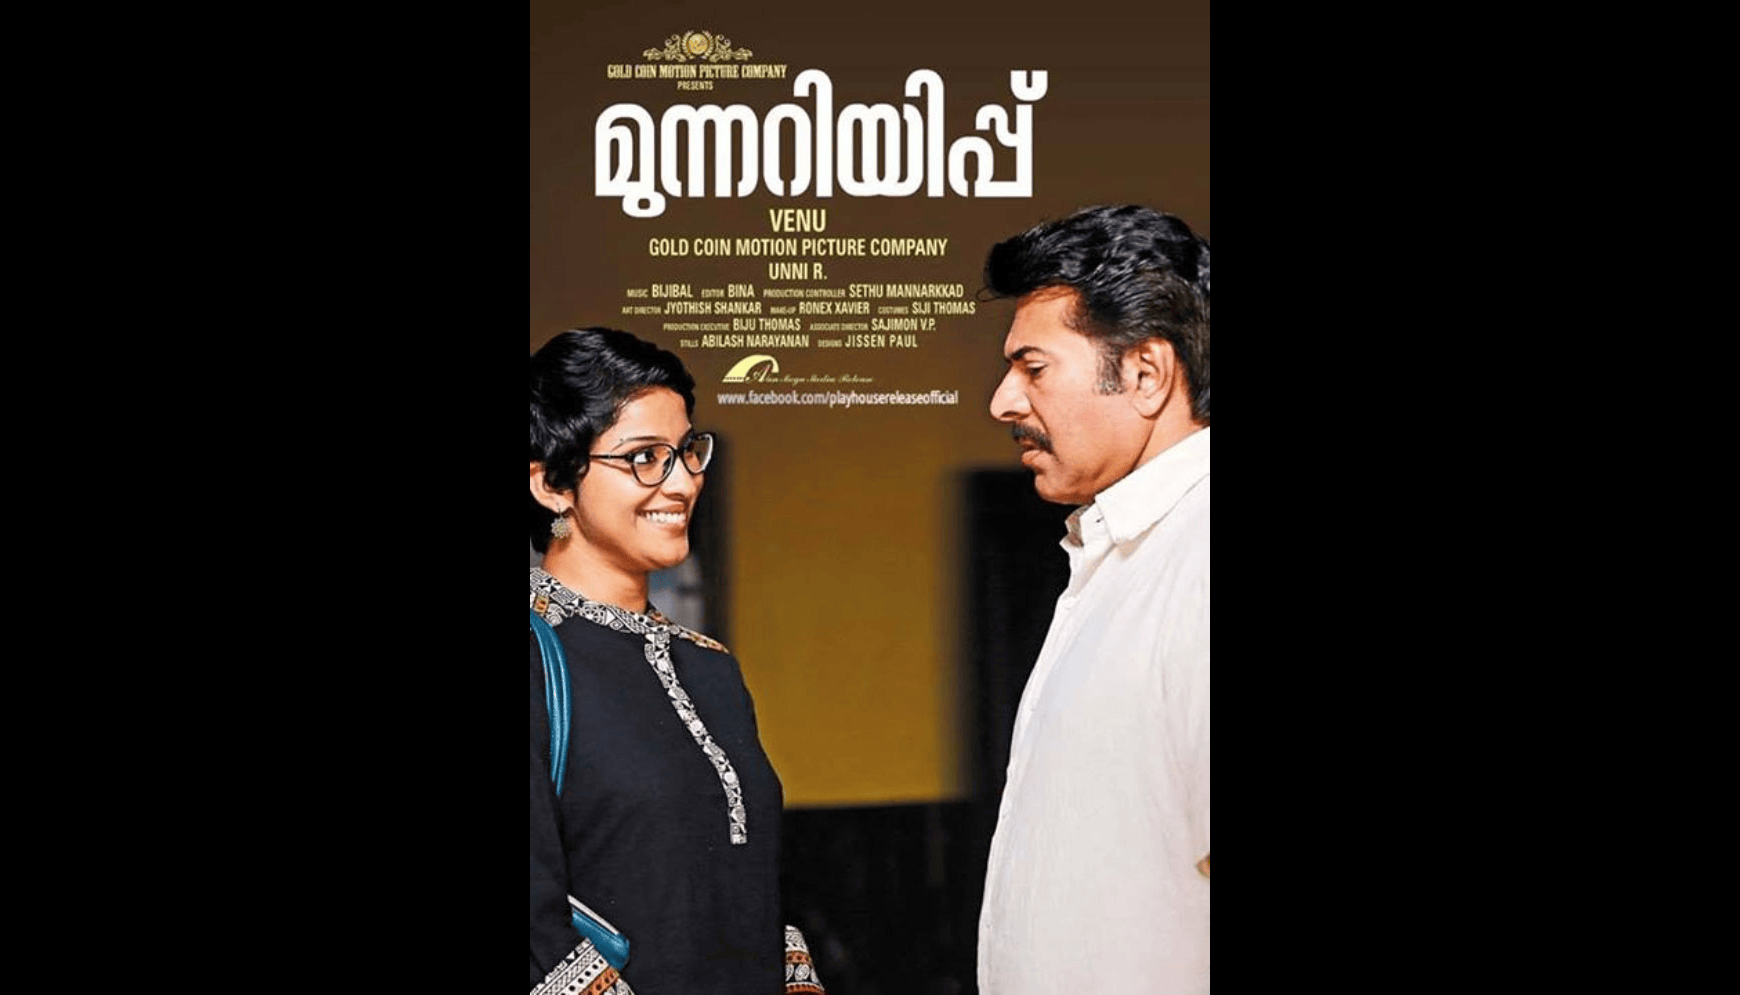 GOLD COIN MOTION PICTURE COMPANY
PRESENTS
മുന്നറിയിപ്പ്
VENU
GOLD COIN MOTION PICTURE COMPANY
UNNI R.
MUSIC BIJIBAL EDITOR BINA PRODUCTION CONTROLLER SETHU MANNARKKAD
ART DIRECTOR JYOTHISH SHANKAR MAKE-UP RONEX XAVIER COSTUMES SIJI THOMAS
PRODUCTION EXECUTIVE BIJU THOMAS ASSOCIATE DIRECTOR SAJIMON V.P.
STILLS ABILASH NARAYANAN DESIGNS JISSEN PAUL
Media Release
www.facebook.com/playhousereleaseofficial